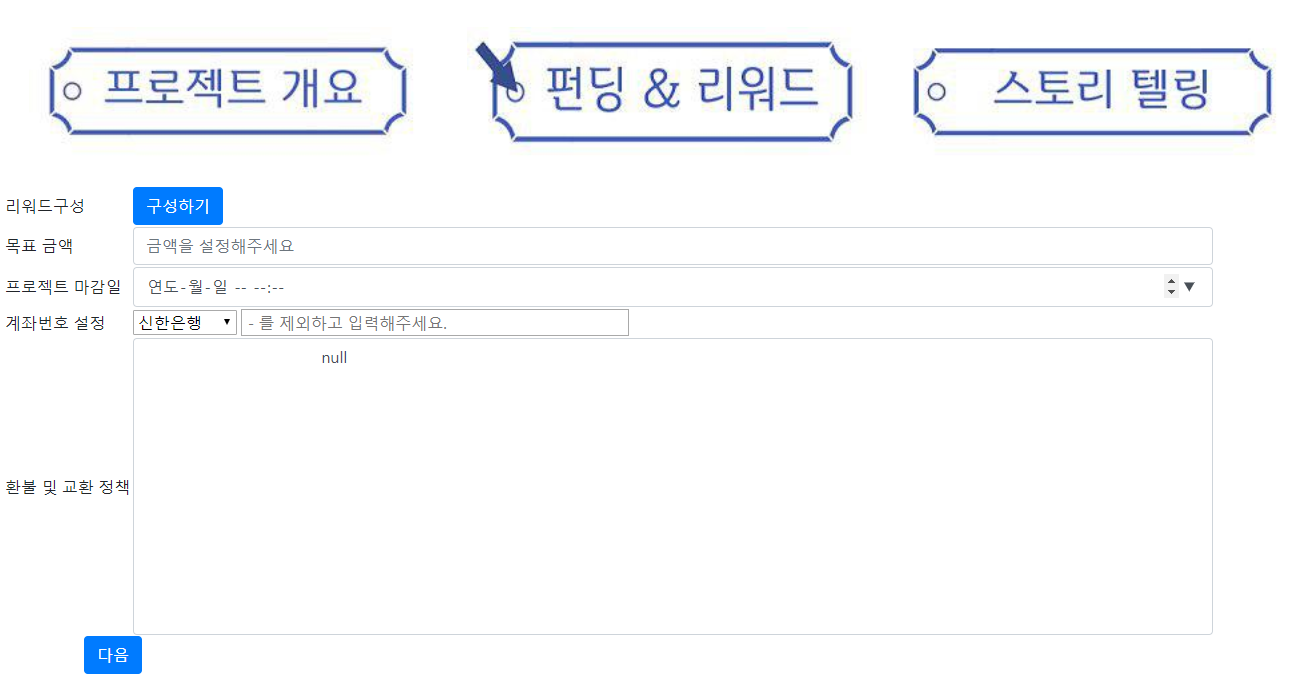 프로젝트 개요
펀딩 & 리워드
스토리 텔링
리워드구성 구성하기
목표 금액 금액을 설정해주세요
프로젝트 마감일 연도-월-일 -- --:--
계좌번호 설정 신한은행 - 를 제외하고 입력해주세요.
null
환불 및 교환 정책
다음